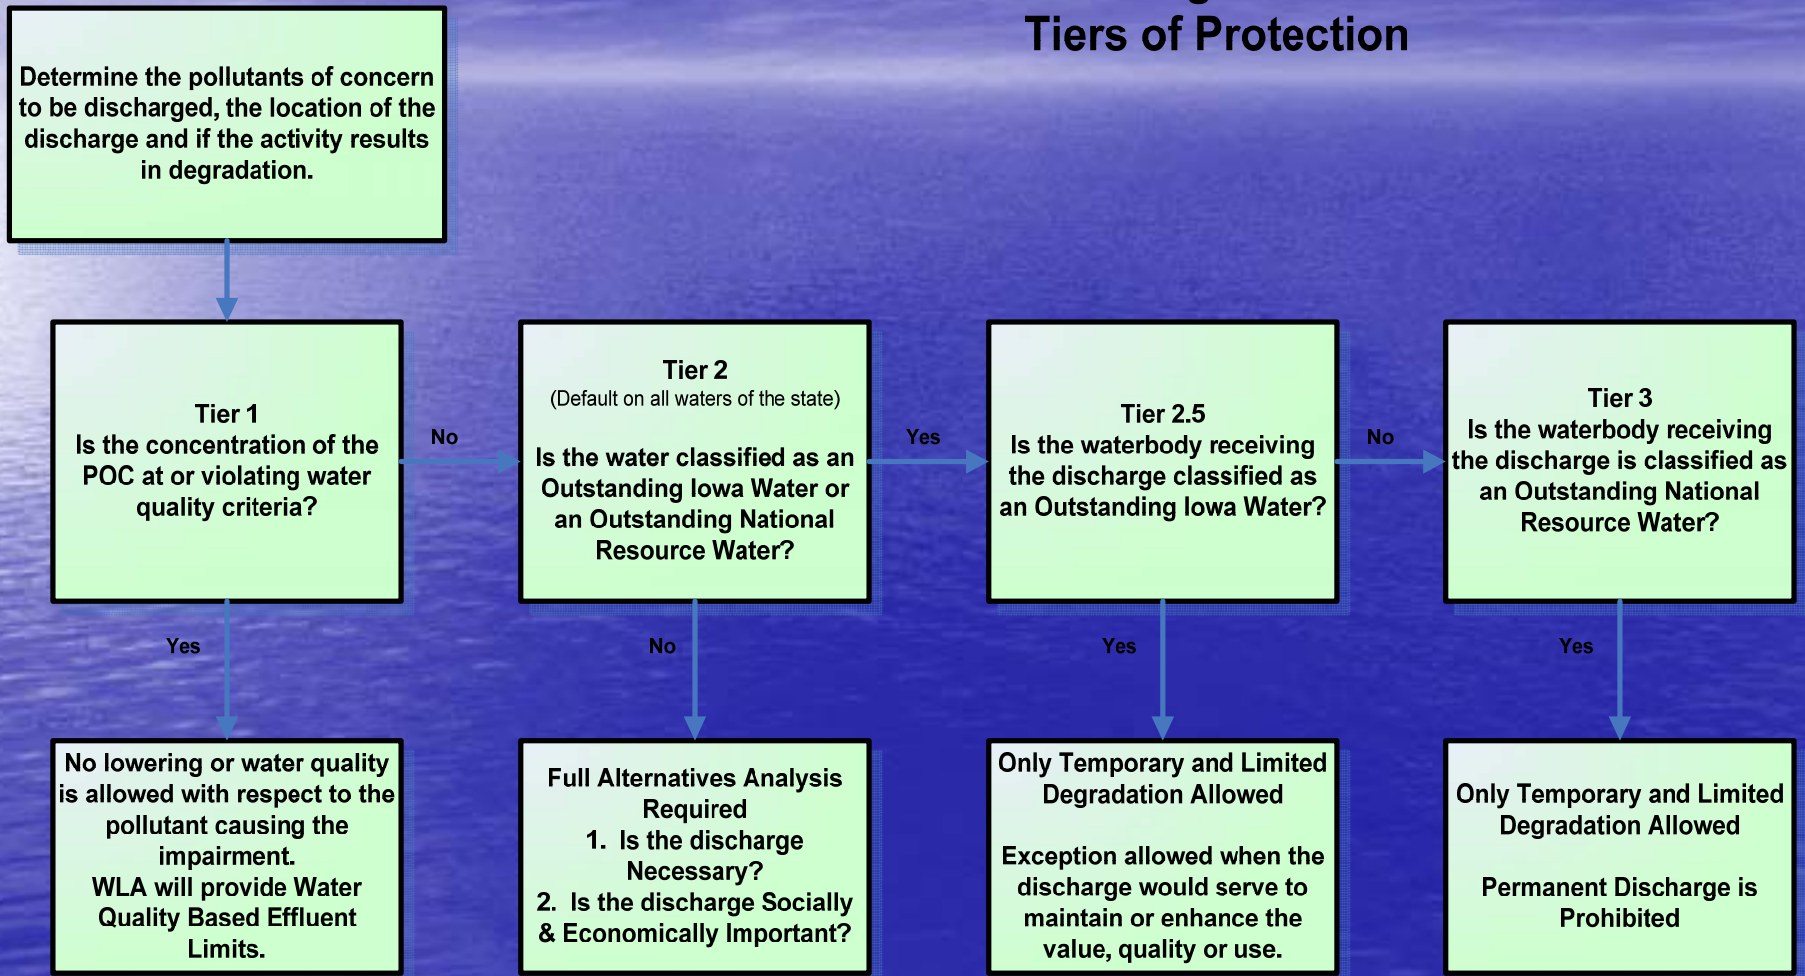 Tiers of Protection
Determine the pollutants of concern
to be discharged, the location of the
discharge and if the activity results
in degradation.
Tier 1
Is the concentration of the
POC at or violating water
quality criteria?
No
Tier 2
(Default on all waters of the state)
Is the water classified as an
Outstanding Iowa Water or
an Outstanding National
Resource Water?
Yes
Tier 2.5
Is the waterbody receiving
the discharge classified as
an Outstanding Iowa Water?
No
Tier 3
Is the waterbody receiving
the discharge is classified as
an Outstanding National
Resource Water?
Yes
No
Yes
Yes
No lowering or water quality
is allowed with respect to the
pollutant causing the
impairment.
WLA will provide Water
Quality Based Effluent
Limits.
Full Alternatives Analysis
Required
1. Is the discharge
Necessary?
2. Is the discharge Socially
& Economically Important?
Only Temporary and Limited
Degradation Allowed
Exception allowed when the
discharge would serve to
maintain or enhance the
value, quality or use.
Only Temporary and Limited
Degradation Allowed
Permanent Discharge is
Prohibited